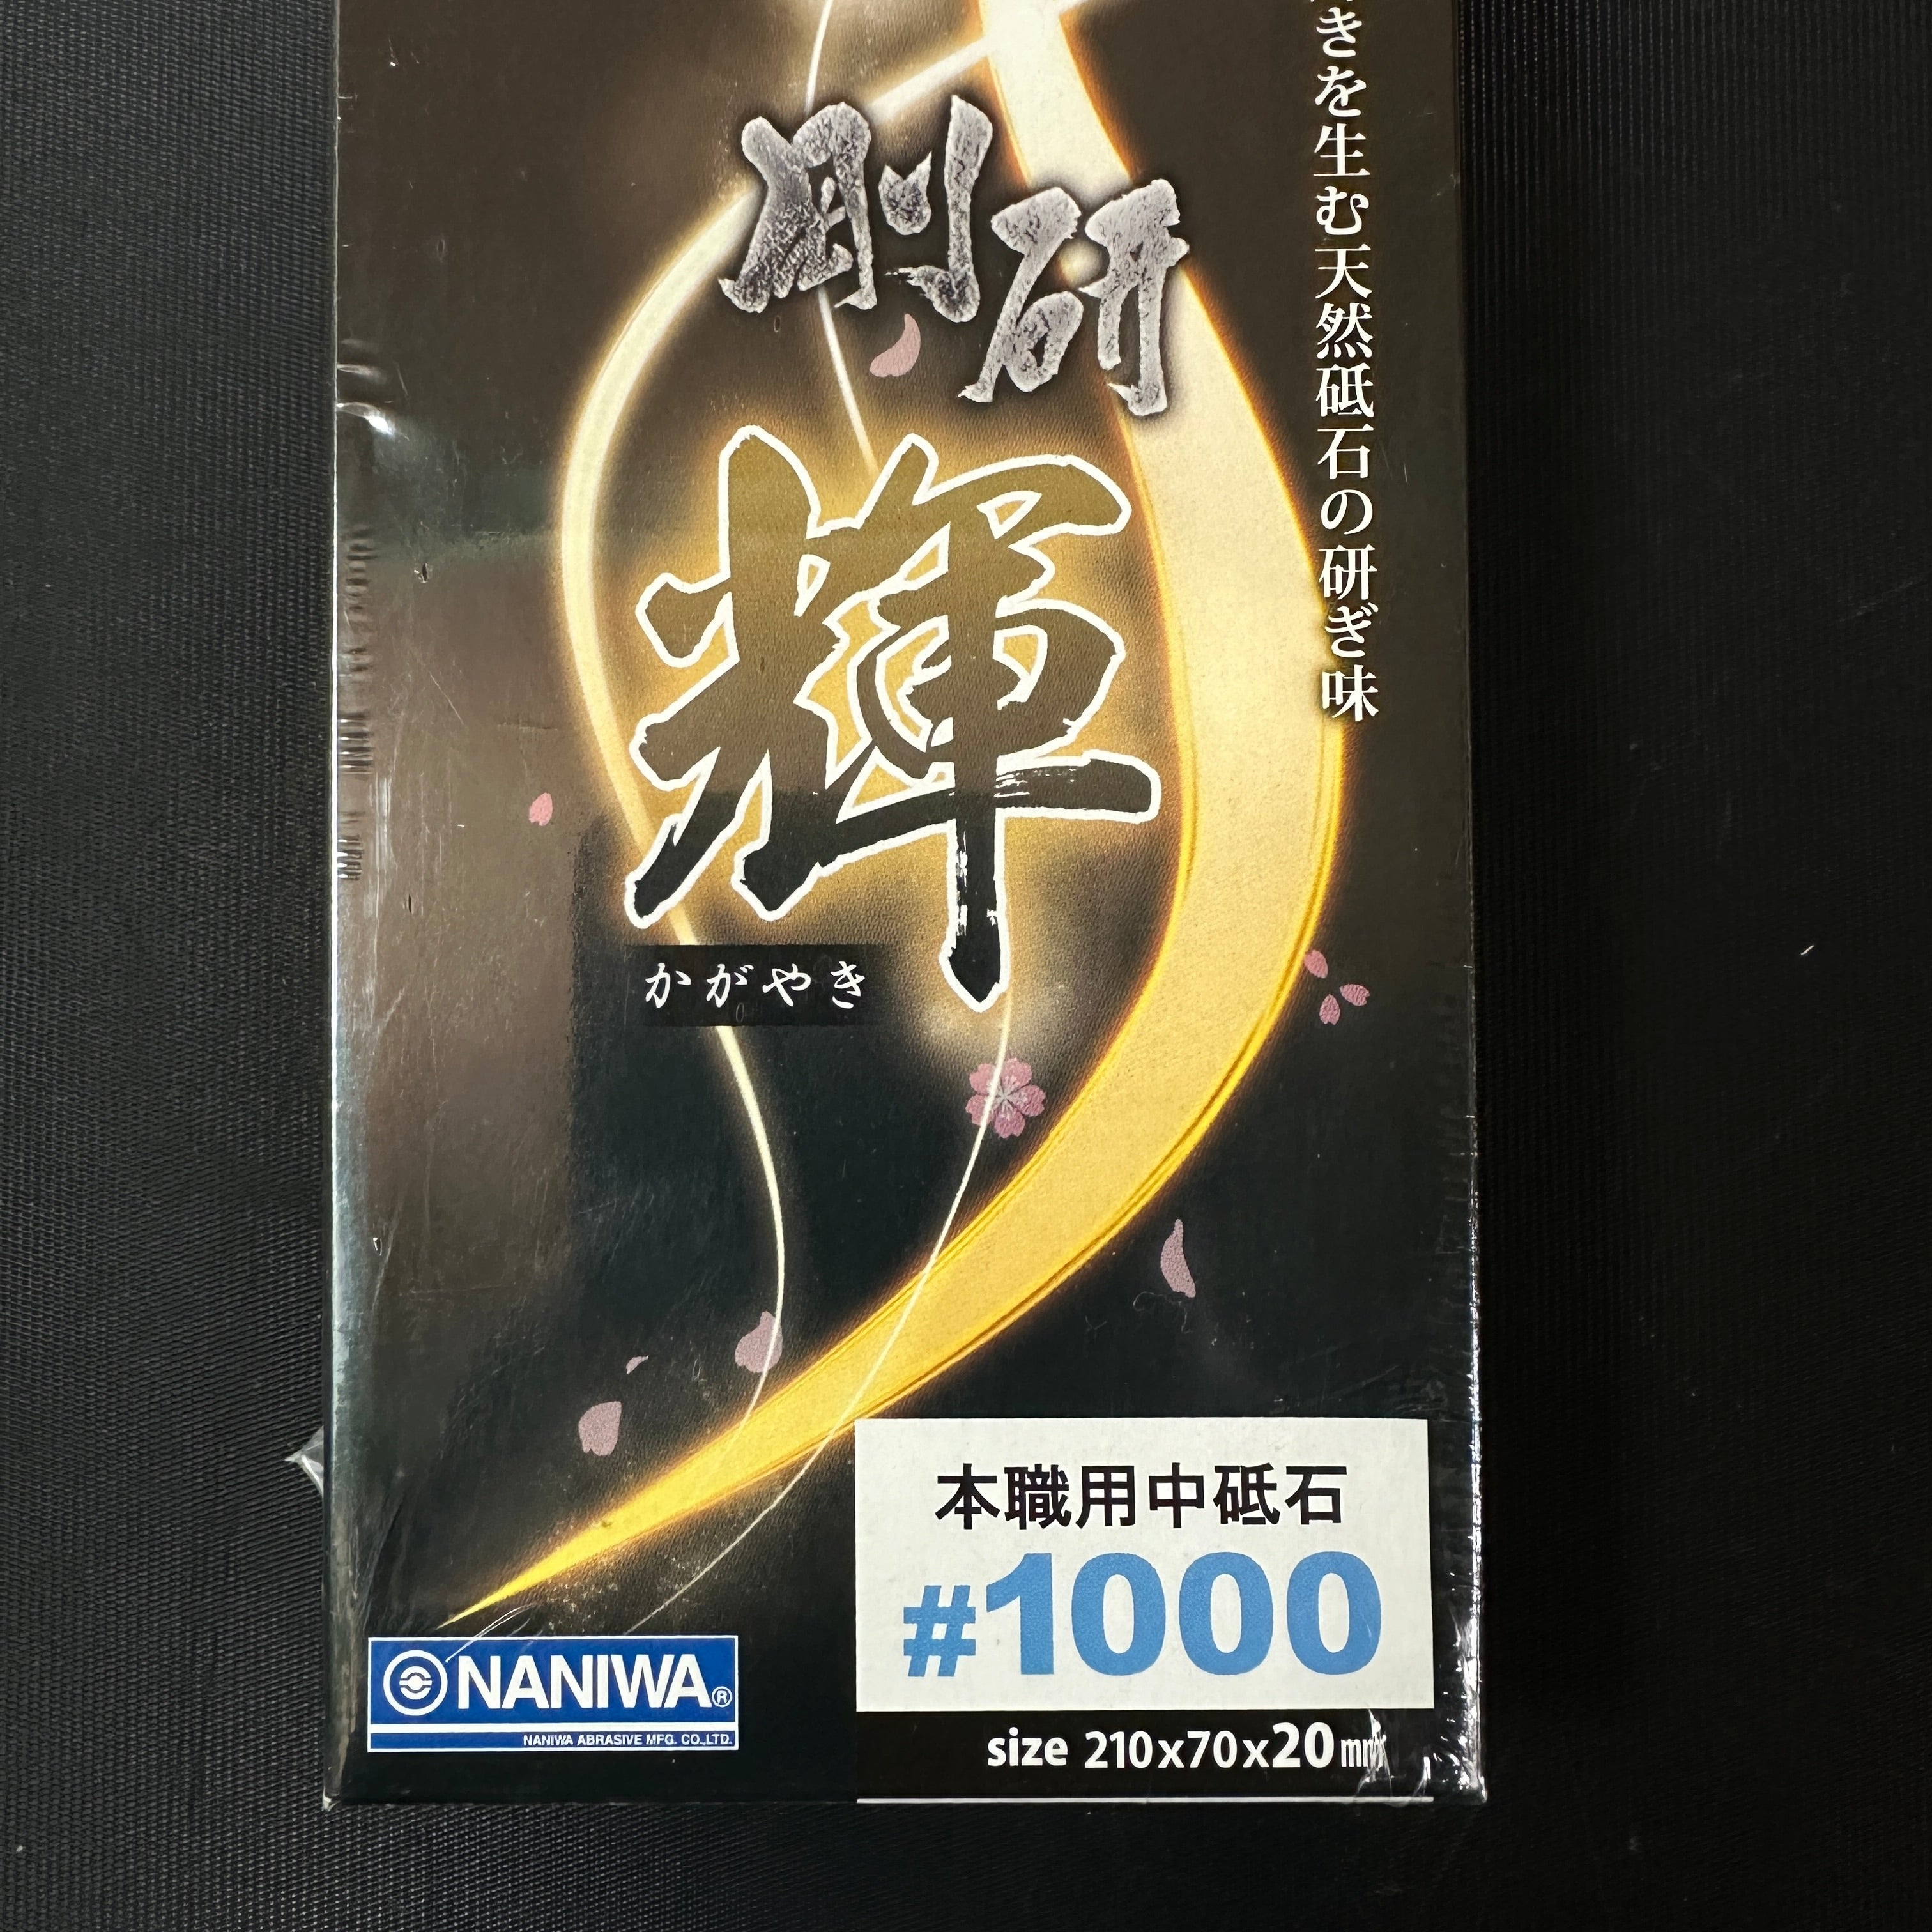 きを生む天然砥石の研ぎ味
剛研
輝
かがやき
本職用中砥石
#1000
NANIWA®
NANIWA ABRASIVE MFG. CO.,LTD.
size 210x70x20mm